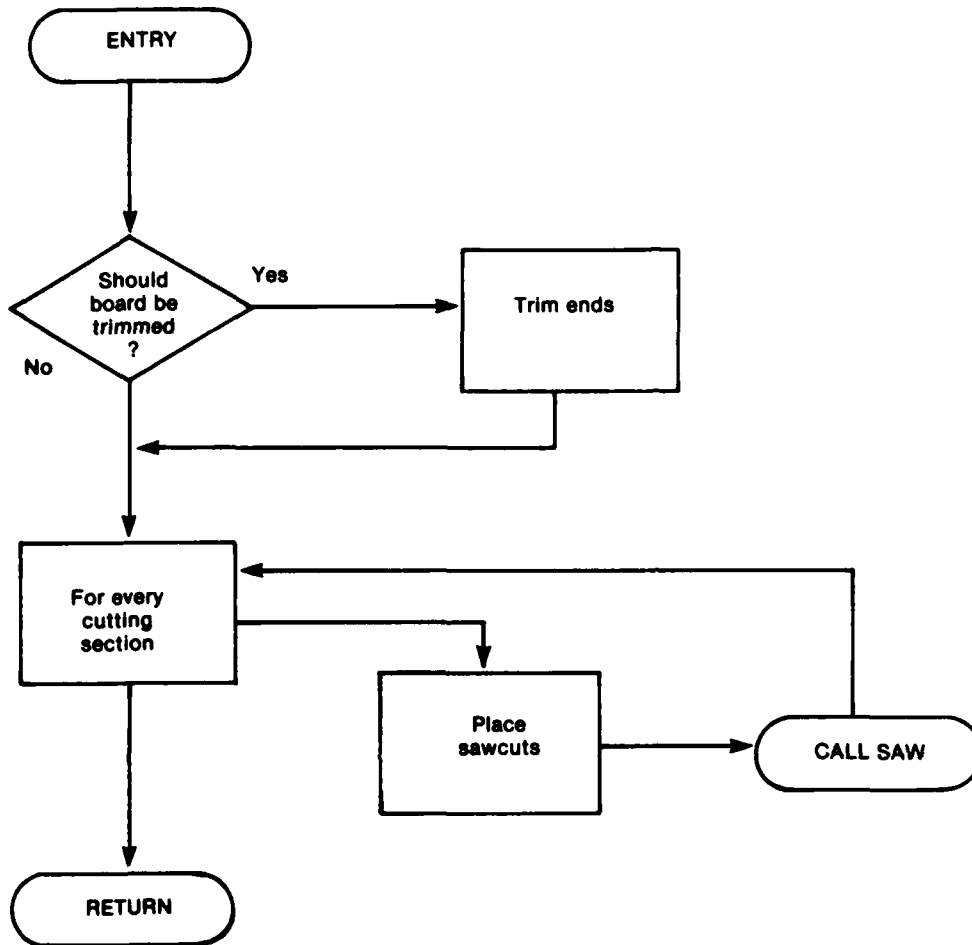 ENTRY
Should
board be
trimmed
?
Yes
No
Trim ends
For every
cutting
section
Place
sawcuts
CALL SAW
RETURN